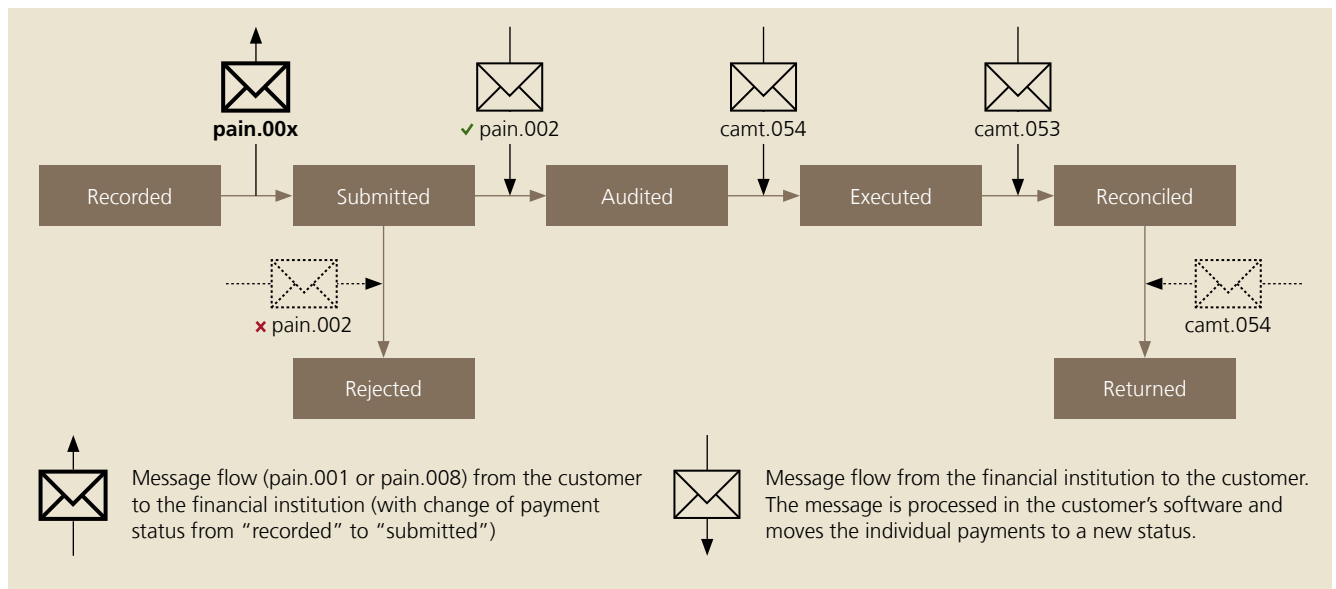 pain.00x
pain.002
camt.054
camt.053
Recorded
Submitted
Audited
Executed
Reconciled
pain.002
camt.054
Rejected
Returned
Message flow (pain.001 or pain.008) from the customer
to the financial institution (with change of payment
status from “recorded” to “submitted”)
Message flow from the financial institution to the customer.
The message is processed in the customer’s software and
moves the individual payments to a new status.